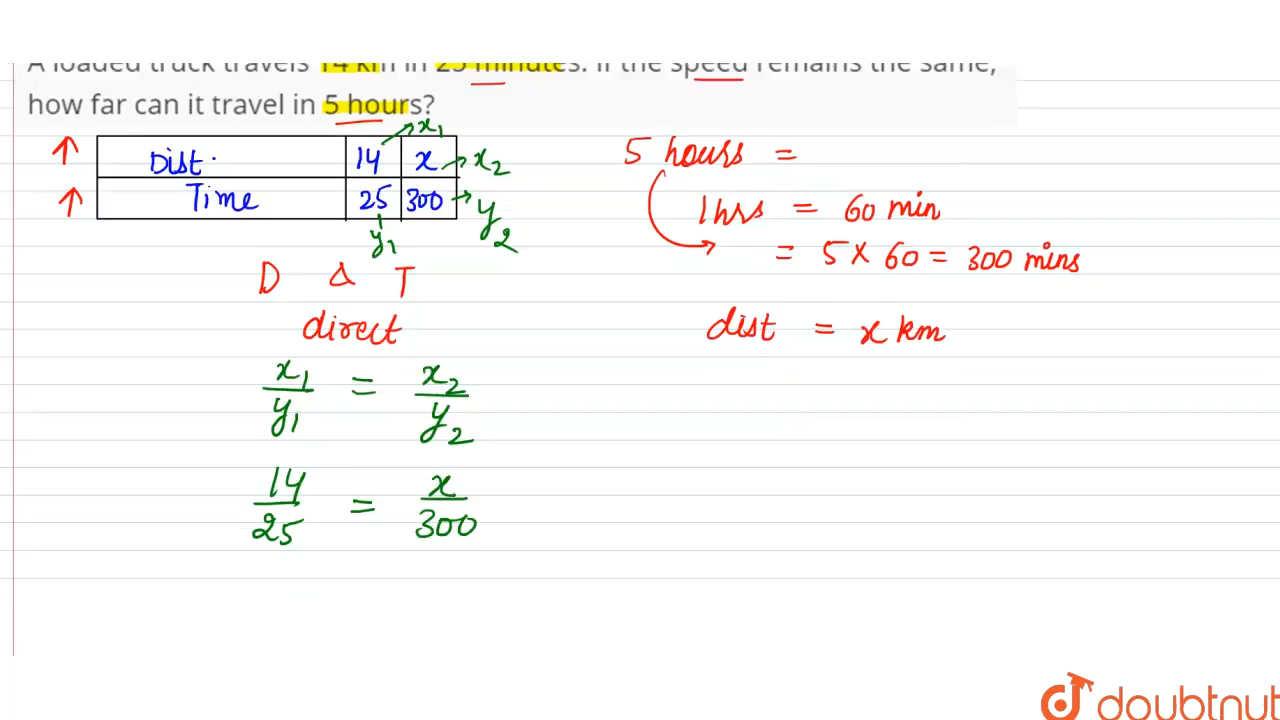 A loaded truck travels 14 km in 25 minutes. If the speed remains the same,
how far can it travel in 5 hours?
x1
Dist. 14 x x2
Time 25 300 y2
y1
D & T
direct
x1/y1 = x2/y2
14/25 = x/300
5 hours =
1 hrs = 60 min
= 5 × 60 = 300 mins
dist = x km
doubtnut